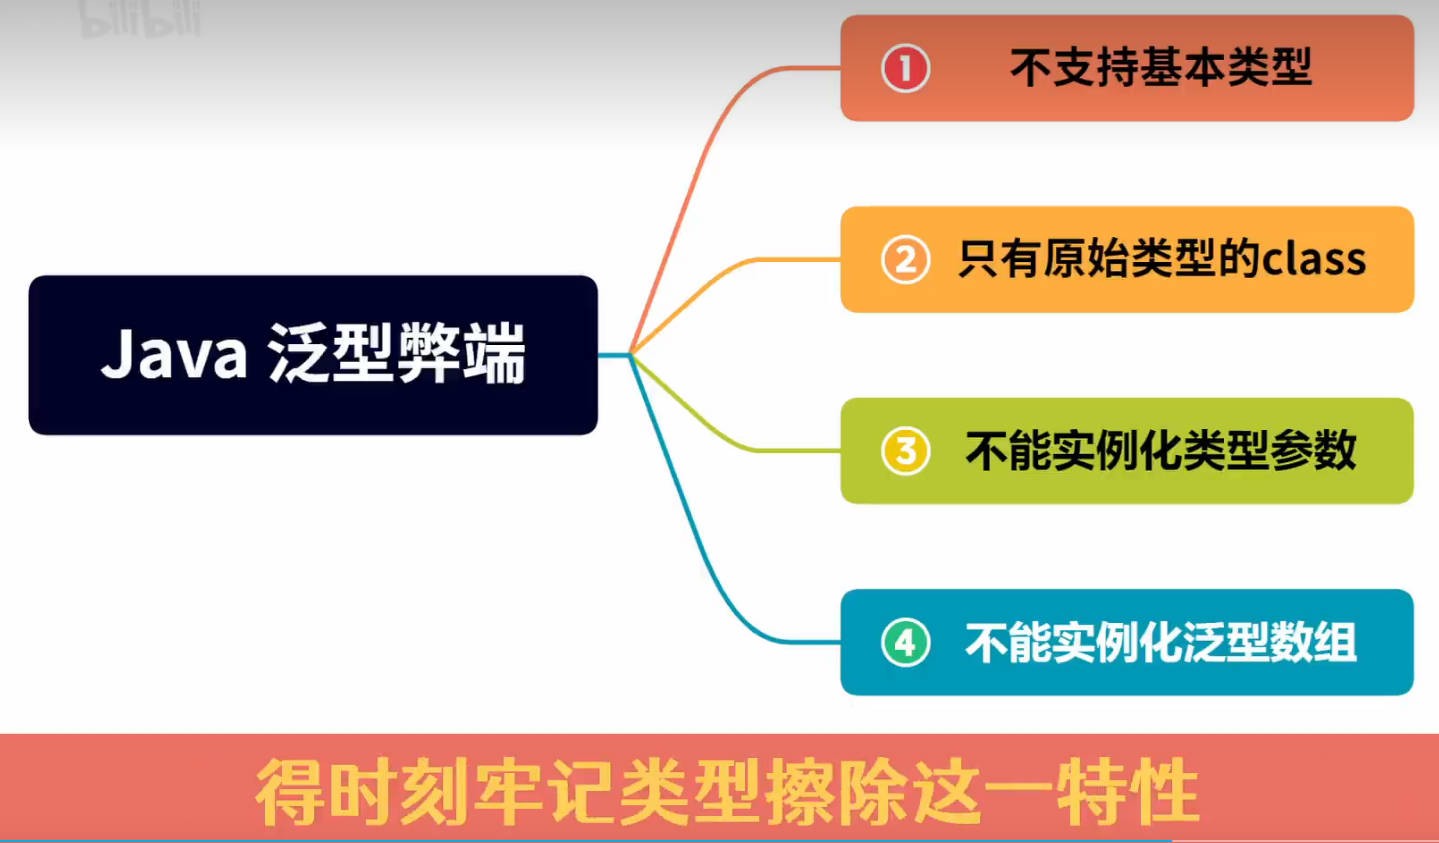 bilibili
① 不支持基本类型
② 只有原始类型的class
Java 泛型弊端
③ 不能实例化类型参数
④ 不能实例化泛型数组
得时刻牢记类型擦除这一特性